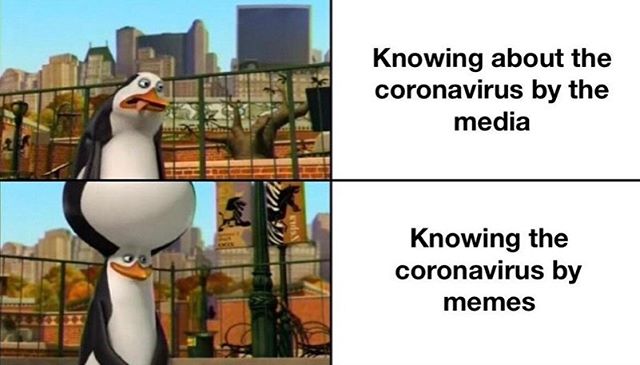 Knowing about the
coronavirus by the
media
Knowing the
coronavirus by
memes